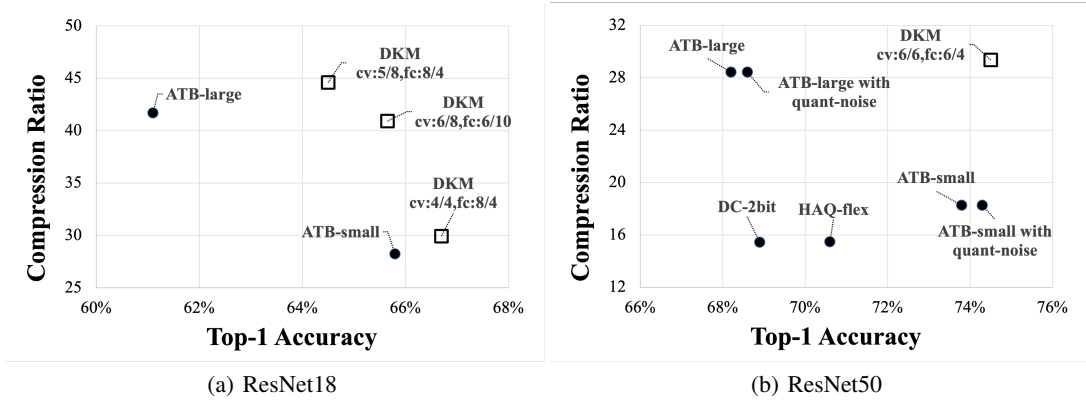 50
45
40
35
30
25
Compression Ratio
DKM
cv:5/8,fc:8/4
ATB-large
DKM
cv:6/8,fc:6/10
DKM
cv:4/4,fc:8/4
ATB-small
60%
62%
64%
66%
68%
Top-1 Accuracy
(a) ResNet18
32
28
24
20
16
12
Compression Ratio
ATB-large
DKM
cv:6/6,fc:6/4
ATB-large with
quant-noise
ATB-small
DC-2bit
HAQ-flex
ATB-small with
quant-noise
66%
68%
70%
72%
74%
76%
Top-1 Accuracy
(b) ResNet50